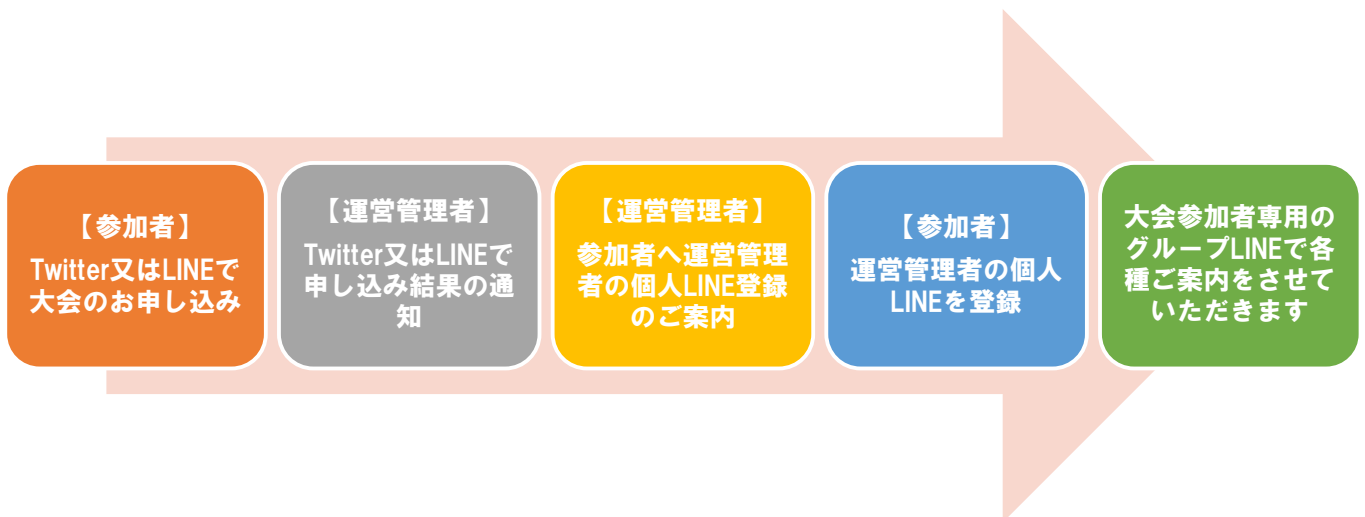 【参加者】
Twitter又はLINEで
大会のお申し込み
【運営管理者】
Twitter又はLINEで
申し込み結果の通
知
【運営管理者】
参加者へ運営管理
者の個人LINE登録
のご案内
【参加者】
運営管理者の個人
LINEを登録
大会参加者専用の
グループLINEで各
種ご案内をさせて
いただきます